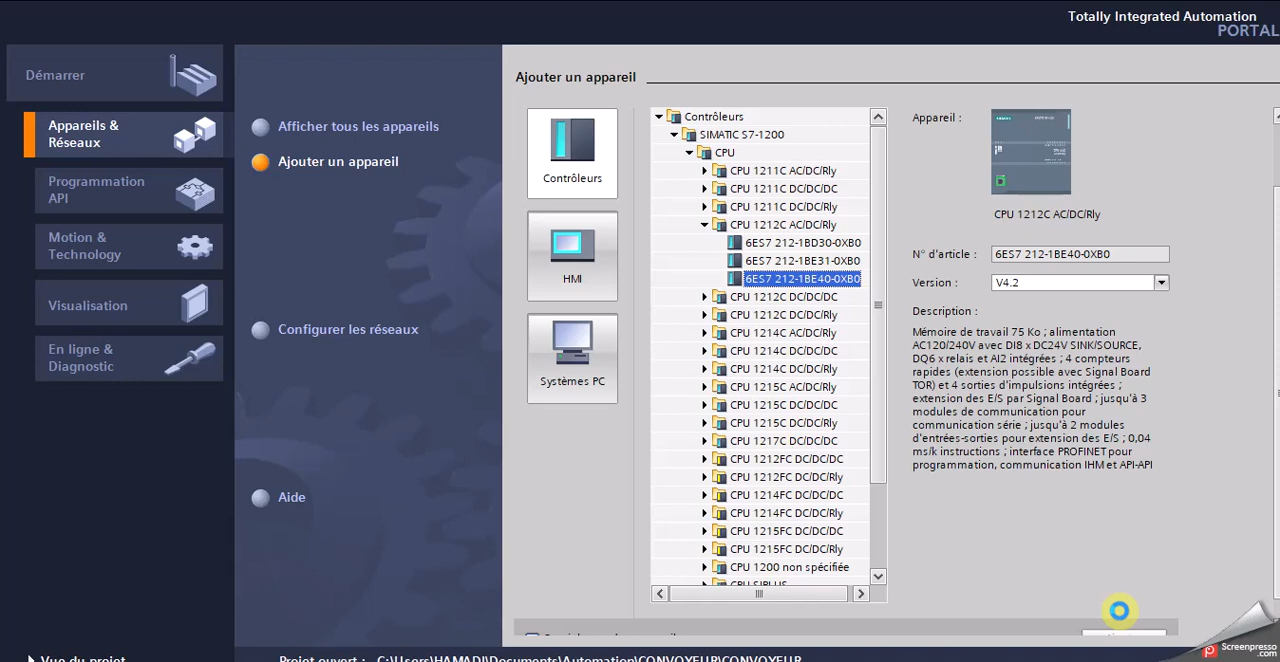 Totally Integrated Automation
PORTAL
Démarrer
Appareils &
Réseaux
Programmation
API
Motion &
Technology
Visualisation
En ligne &
Diagnostic
Vue du projet
Afficher tous les appareils
Ajouter un appareil
Configurer les réseaux
Aide
Projet ouvert : C:\Users\HAMADI\Documents\Automation\CONVOYEUR\CONVOYEUR
Ajouter un appareil
Contrôleurs
HMI
Systèmes PC
Contrôleurs
SIMATIC S7-1200
CPU
CPU 1211C AC/DC/Rly
CPU 1211C DC/DC/DC
CPU 1211C DC/DC/Rly
CPU 1212C AC/DC/Rly
6ES7 212-1BD30-0XB0
6ES7 212-1BE31-0XB0
6ES7 212-1BE40-0XB0
CPU 1212C DC/DC/DC
CPU 1212C DC/DC/Rly
CPU 1214C AC/DC/Rly
CPU 1214C DC/DC/DC
CPU 1214C DC/DC/Rly
CPU 1215C AC/DC/Rly
CPU 1215C DC/DC/DC
CPU 1215C DC/DC/Rly
CPU 1217C DC/DC/DC
CPU 1212FC DC/DC/DC
CPU 1212FC DC/DC/Rly
CPU 1214FC DC/DC/DC
CPU 1214FC DC/DC/Rly
CPU 1215FC DC/DC/DC
CPU 1215FC DC/DC/Rly
CPU 1200 non spécifiée
CPU SIPLUS
Appareil :
CPU 1212C AC/DC/Rly
N° d'article : 6ES7 212-1BE40-0XB0
Version : V4.2
Description :
Mémoire de travail 75 Ko ; alimentation
AC120/240V avec DI8 x DC24V SINK/SOURCE,
DQ6 x relais et AI2 intégrées ; 4 compteurs
rapides (extension possible avec Signal Board
TOR) et 4 sorties d'impulsions intégrées ;
extension des E/S par Signal Board ; jusqu'à 3
modules de communication pour
communication série ; jusqu'à 2 modules
d'entrées-sorties pour extension des E/S ; 0,04
ms/k instructions ; interface PROFINET pour
programmation, communication IHM et API-API
Screenpresso
.com